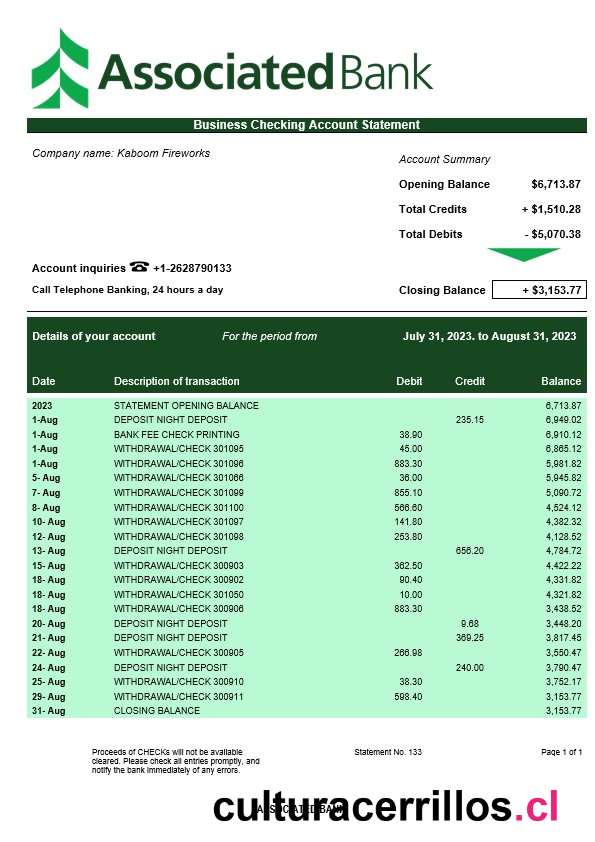 Associated Bank
Business Checking Account Statement
Company name: Kaboom Fireworks
Account Summary
Opening Balance $6,713.87
Total Credits + $1,510.28
Total Debits - $5,070.38
Account inquiries ☎ +1-2628790133
Call Telephone Banking, 24 hours a day
Closing Balance + $3,153.77
Details of your account For the period from July 31, 2023. to August 31, 2023
Date Description of transaction Debit Credit Balance
2023 STATEMENT OPENING BALANCE 6,713.87
1-Aug DEPOSIT NIGHT DEPOSIT 235.15 6,949.02
1-Aug BANK FEE CHECK PRINTING 38.90 6,910.12
1-Aug WITHDRAWAL/CHECK 301095 45.00 6,865.12
1-Aug WITHDRAWAL/CHECK 301096 883.30 5,981.82
5- Aug WITHDRAWAL/CHECK 301066 36.00 5,945.82
7- Aug WITHDRAWAL/CHECK 301099 855.10 5,090.72
8- Aug WITHDRAWAL/CHECK 301100 566.60 4,524.12
10- Aug WITHDRAWAL/CHECK 301097 141.80 4,382.32
12- Aug WITHDRAWAL/CHECK 301098 253.80 4,128.52
13- Aug DEPOSIT NIGHT DEPOSIT 656.20 4,784.72
15- Aug WITHDRAWAL/CHECK 300903 362.50 4,422.22
18- Aug WITHDRAWAL/CHECK 300902 90.40 4,331.82
18- Aug WITHDRAWAL/CHECK 301050 10.00 4,321.82
18- Aug WITHDRAWAL/CHECK 300906 883.30 3,438.52
20- Aug DEPOSIT NIGHT DEPOSIT 9.68 3,448.20
21- Aug DEPOSIT NIGHT DEPOSIT 369.25 3,817.45
22- Aug WITHDRAWAL/CHECK 300905 266.98 3,550.47
24- Aug DEPOSIT NIGHT DEPOSIT 240.00 3,790.47
25- Aug WITHDRAWAL/CHECK 300910 38.30 3,752.17
29- Aug WITHDRAWAL/CHECK 300911 598.40 3,153.77
31- Aug CLOSING BALANCE 3,153.77
Proceeds of CHECKs will not be available Statement No. 133 Page 1 of 1
cleared. Please check all entries promptly, and
notify the bank immediately of any errors.
ASSOCIATED BANK
culturacerrillos.cl